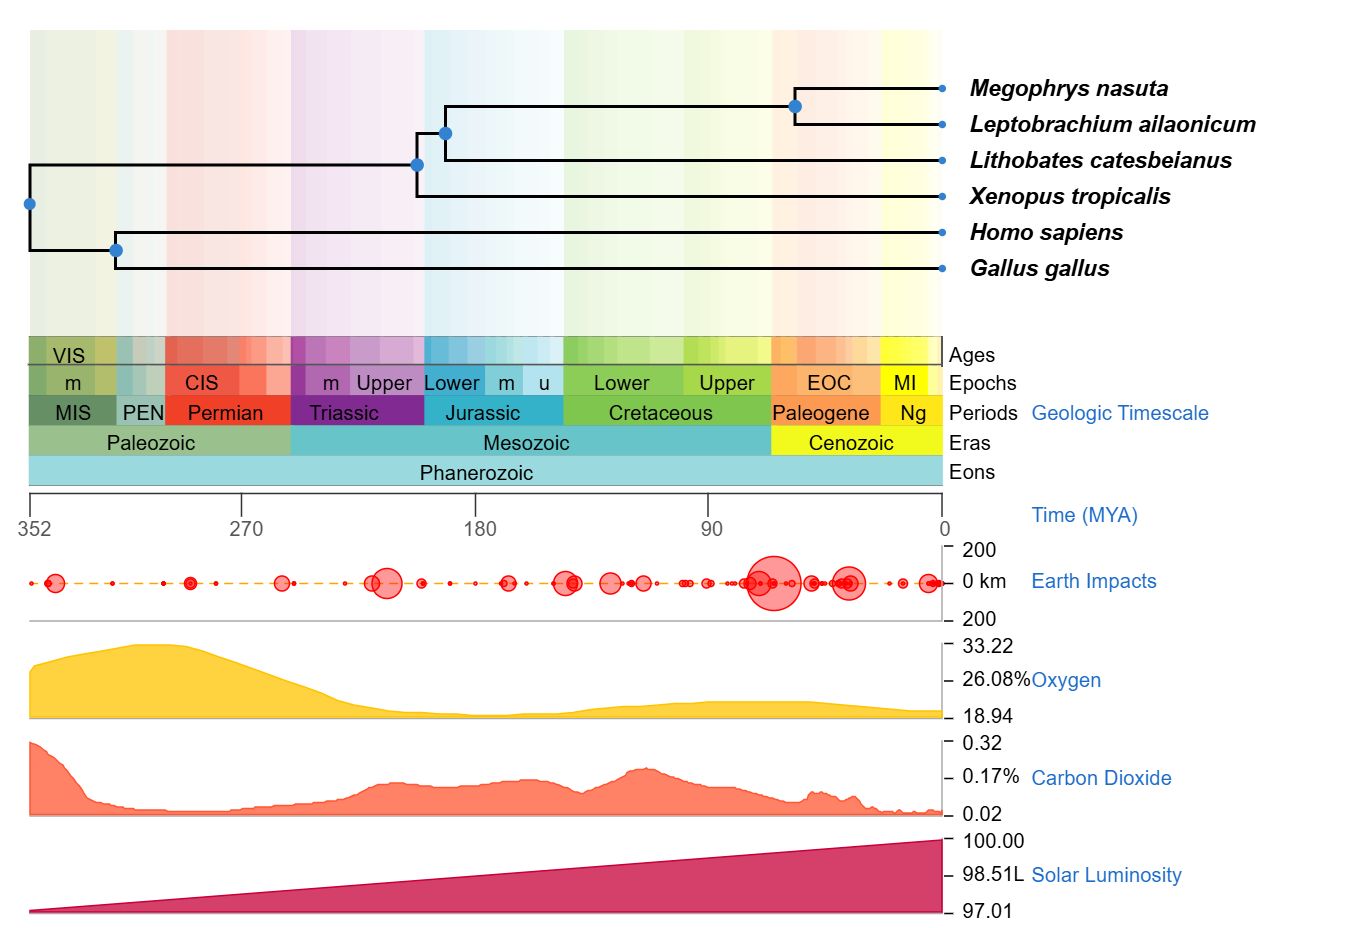 Megophrys nasuta
Leptobrachium ailaonicum
Lithobates catesbeianus
Xenopus tropicalis
Homo sapiens
Gallus gallus
VIS Ages
m CIS m Upper Lower m u Lower Upper EOC MI Epochs
MIS PEN Permian Triassic Jurassic Cretaceous Paleogene Ng Periods Geologic Timescale
Paleozoic Mesozoic Cenozoic Eras
Phanerozoic Eons
352 270 180 90 0 Time (MYA)
200
0 km Earth Impacts
200
33.22
26.08% Oxygen
18.94
0.32
0.17% Carbon Dioxide
0.02
100.00
98.51L Solar Luminosity
97.01